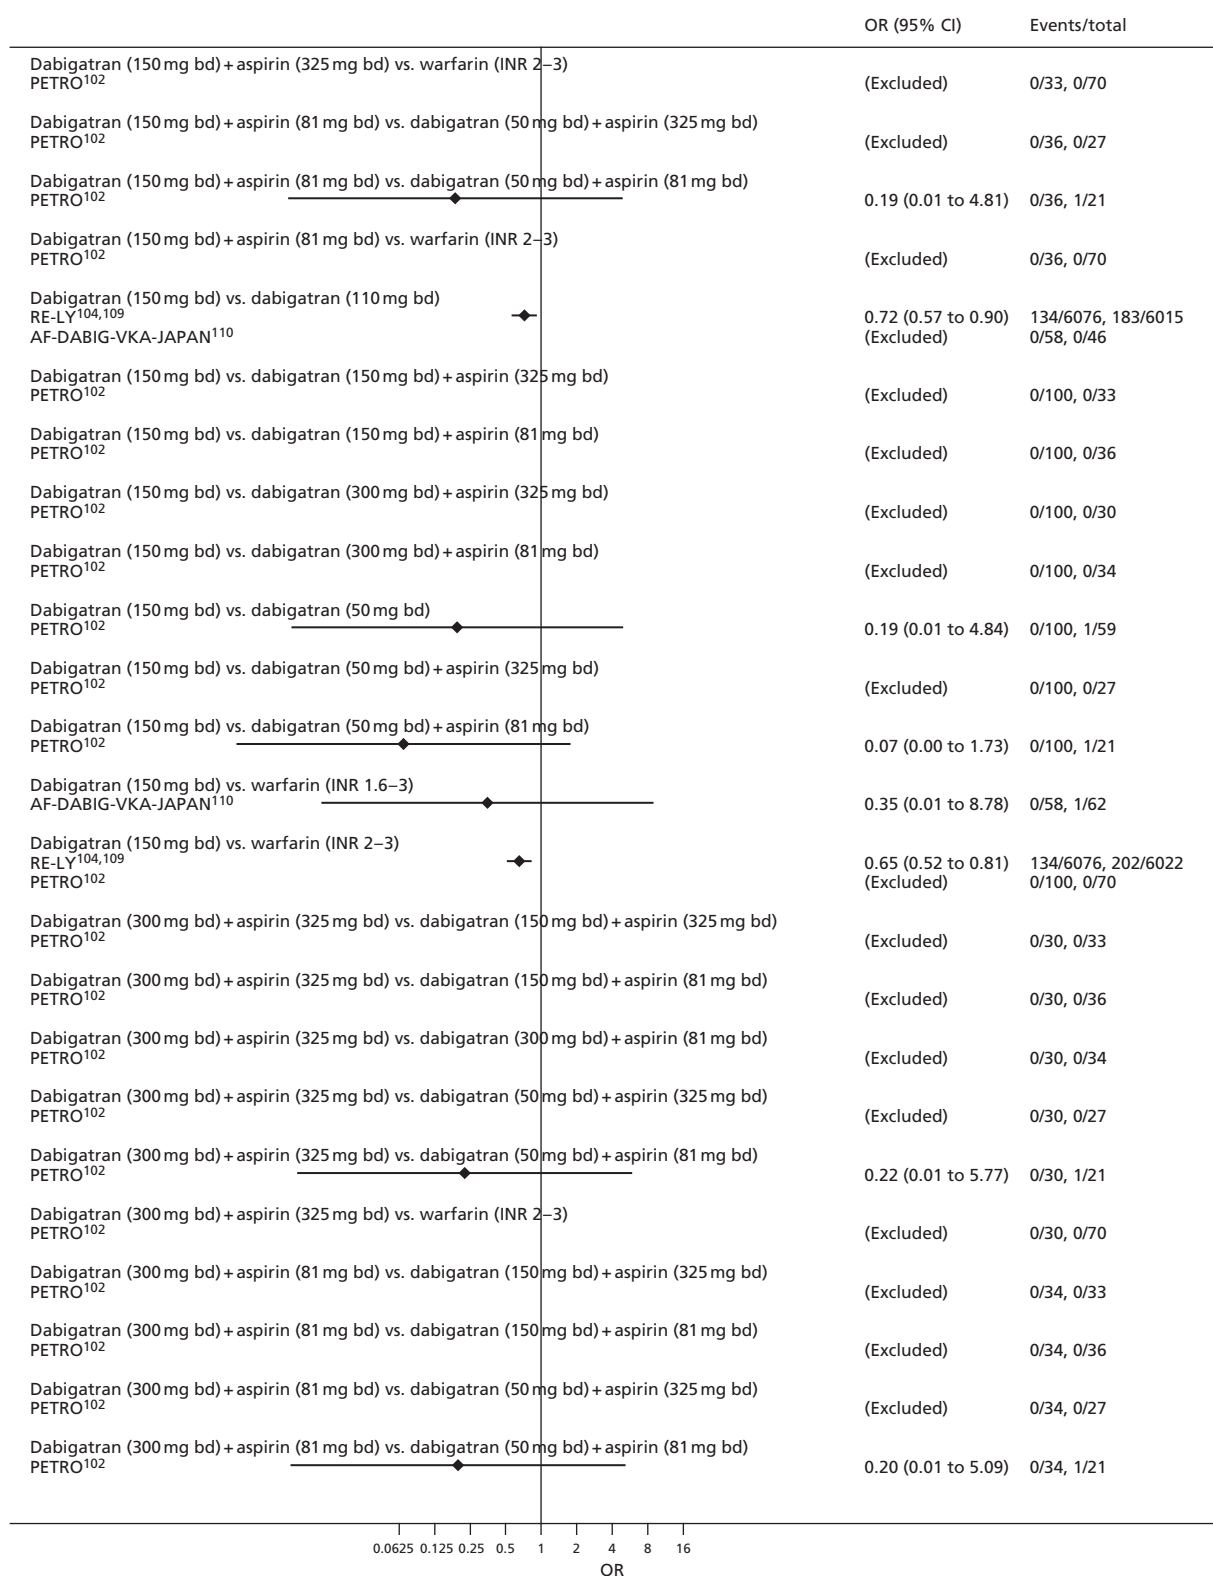 OR (95% CI) Events/total
Dabigatran (150 mg bd) + aspirin (325 mg bd) vs. warfarin (INR 2–3)
PETRO102 (Excluded) 0/33, 0/70
Dabigatran (150 mg bd) + aspirin (81 mg bd) vs. dabigatran (50 mg bd) + aspirin (325 mg bd)
PETRO102 (Excluded) 0/36, 0/27
Dabigatran (150 mg bd) + aspirin (81 mg bd) vs. dabigatran (50 mg bd) + aspirin (81 mg bd)
PETRO102 0.19 (0.01 to 4.81) 0/36, 1/21
Dabigatran (150 mg bd) + aspirin (81 mg bd) vs. warfarin (INR 2–3)
PETRO102 (Excluded) 0/36, 0/70
Dabigatran (150 mg bd) vs. dabigatran (110 mg bd)
RE-LY104,109 0.72 (0.57 to 0.90) 134/6076, 183/6015
AF-DABIG-VKA-JAPAN110 (Excluded) 0/58, 0/46
Dabigatran (150 mg bd) vs. dabigatran (150 mg bd) + aspirin (325 mg bd)
PETRO102 (Excluded) 0/100, 0/33
Dabigatran (150 mg bd) vs. dabigatran (150 mg bd) + aspirin (81 mg bd)
PETRO102 (Excluded) 0/100, 0/36
Dabigatran (150 mg bd) vs. dabigatran (300 mg bd) + aspirin (325 mg bd)
PETRO102 (Excluded) 0/100, 0/30
Dabigatran (150 mg bd) vs. dabigatran (300 mg bd) + aspirin (81 mg bd)
PETRO102 (Excluded) 0/100, 0/34
Dabigatran (150 mg bd) vs. dabigatran (50 mg bd)
PETRO102 0.19 (0.01 to 4.84) 0/100, 1/59
Dabigatran (150 mg bd) vs. dabigatran (50 mg bd) + aspirin (325 mg bd)
PETRO102 (Excluded) 0/100, 0/27
Dabigatran (150 mg bd) vs. dabigatran (50 mg bd) + aspirin (81 mg bd)
PETRO102 0.07 (0.00 to 1.73) 0/100, 1/21
Dabigatran (150 mg bd) vs. warfarin (INR 1.6–3)
AF-DABIG-VKA-JAPAN110 0.35 (0.01 to 8.78) 0/58, 1/62
Dabigatran (150 mg bd) vs. warfarin (INR 2–3)
RE-LY104,109 0.65 (0.52 to 0.81) 134/6076, 202/6022
PETRO102 (Excluded) 0/100, 0/70
Dabigatran (300 mg bd) + aspirin (325 mg bd) vs. dabigatran (150 mg bd) + aspirin (325 mg bd)
PETRO102 (Excluded) 0/30, 0/33
Dabigatran (300 mg bd) + aspirin (325 mg bd) vs. dabigatran (150 mg bd) + aspirin (81 mg bd)
PETRO102 (Excluded) 0/30, 0/36
Dabigatran (300 mg bd) + aspirin (325 mg bd) vs. dabigatran (300 mg bd) + aspirin (81 mg bd)
PETRO102 (Excluded) 0/30, 0/34
Dabigatran (300 mg bd) + aspirin (325 mg bd) vs. dabigatran (50 mg bd) + aspirin (325 mg bd)
PETRO102 (Excluded) 0/30, 0/27
Dabigatran (300 mg bd) + aspirin (325 mg bd) vs. dabigatran (50 mg bd) + aspirin (81 mg bd)
PETRO102 0.22 (0.01 to 5.77) 0/30, 1/21
Dabigatran (300 mg bd) + aspirin (325 mg bd) vs. warfarin (INR 2–3)
PETRO102 (Excluded) 0/30, 0/70
Dabigatran (300 mg bd) + aspirin (81 mg bd) vs. dabigatran (150 mg bd) + aspirin (325 mg bd)
PETRO102 (Excluded) 0/34, 0/33
Dabigatran (300 mg bd) + aspirin (81 mg bd) vs. dabigatran (150 mg bd) + aspirin (81 mg bd)
PETRO102 (Excluded) 0/34, 0/36
Dabigatran (300 mg bd) + aspirin (81 mg bd) vs. dabigatran (50 mg bd) + aspirin (325 mg bd)
PETRO102 (Excluded) 0/34, 0/27
Dabigatran (300 mg bd) + aspirin (81 mg bd) vs. dabigatran (50 mg bd) + aspirin (81 mg bd)
PETRO102 0.20 (0.01 to 5.09) 0/34, 1/21
0.0625 0.125 0.25 0.5 1 2 4 8 16
OR